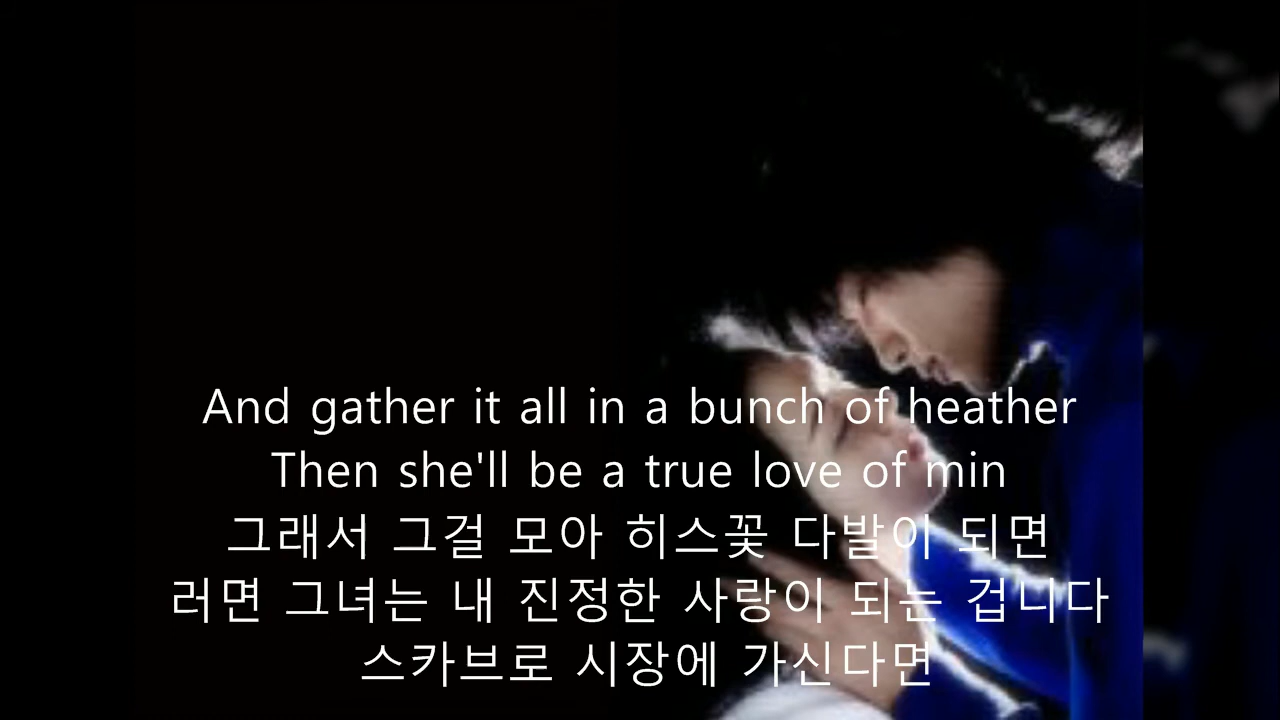 And gather it all in a bunch of heather
Then she'll be a true love of min
그래서 그걸 모아 히스꽃 다발이 되면
러면 그녀는 내 진정한 사랑이 되는 겁니다
스카브로 시장에 가신다면